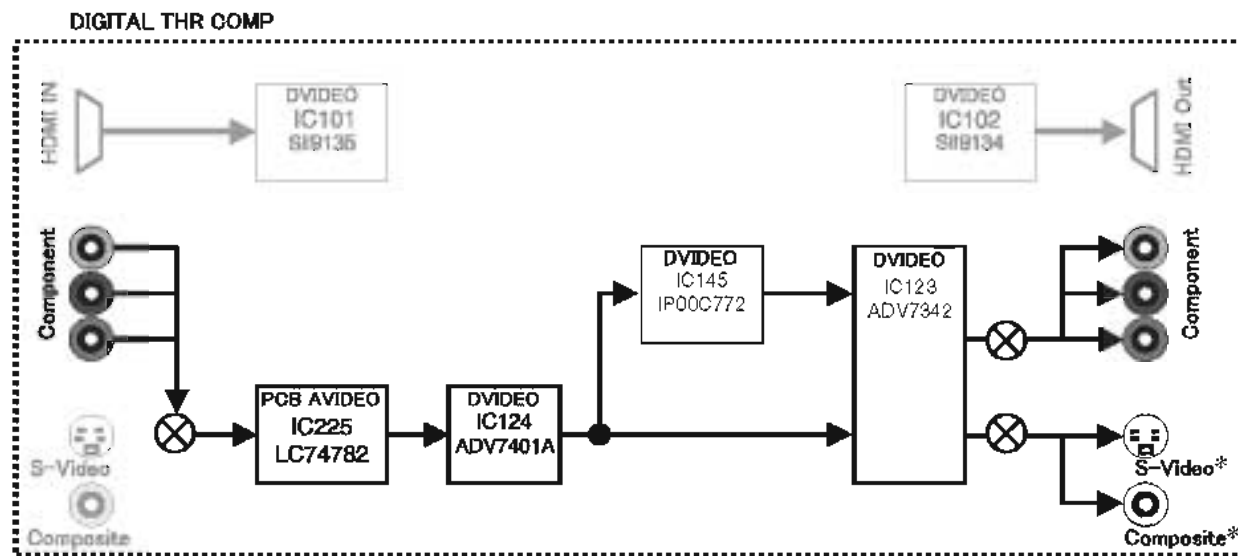 DIGITAL THR COMP
HDMI IN
DVIDEO
IC101
SII9135
DVIDEO
IC102
SII9134
HDMI Out
Component
DVIDEO
IC145
IP00C772
DVIDEO
IC123
ADV7342
Component
PCB AVIDEO
IC225
LC74782
DVIDEO
IC124
ADV7401A
S-Video
Composite
S-Video*
Composite*